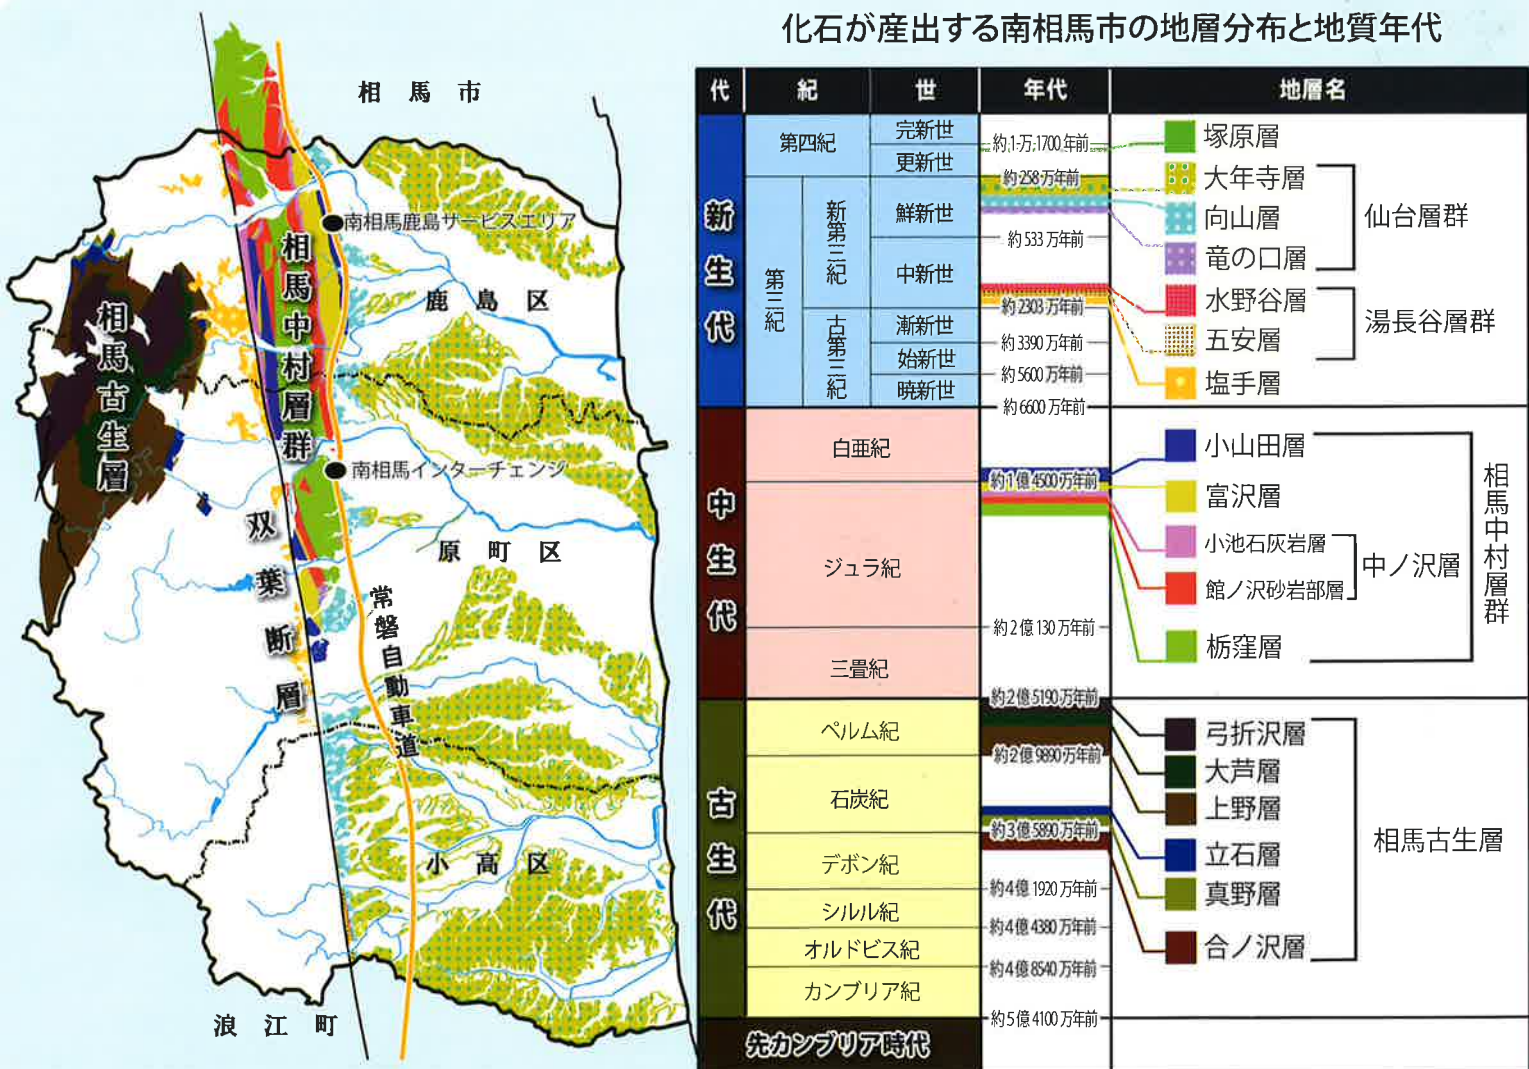 化石が産出する南相馬市の地層分布と地質年代
相馬市
南相馬鹿島サービスエリア
相馬中村層群
鹿島区
相馬古生層
南相馬インターチェンジ
双葉断層
原町区
常磐自動車道
小高区
浪江町
代 紀 世 年代 地層名
新生代
第四紀
完新世
更新世
第三紀
新第三紀
鮮新世
中新世
古第三紀
漸新世
始新世
暁新世
中生代
白亜紀
ジュラ紀
三畳紀
古生代
ペルム紀
石炭紀
デボン紀
シルル紀
オルドビス紀
カンブリア紀
先カンブリア時代
約1万1700年前
約258万年前
約533万年前
約2303万年前
約3390万年前
約5600万年前
約6600万年前
約1億4500万年前
約2億130万年前
約2億5190万年前
約2億9890万年前
約3億5890万年前
約4億1920万年前
約4億4380万年前
約4億8540万年前
約5億4100万年前
塚原層
大年寺層
向山層
竜の口層
仙台層群
水野谷層
五安層
湯長谷層群
塩手層
小山田層
富沢層
小池石灰岩層
館ノ沢砂岩部層
中ノ沢層
栃窪層
相馬中村層群
弓折沢層
大芦層
上野層
立石層
真野層
合ノ沢層
相馬古生層